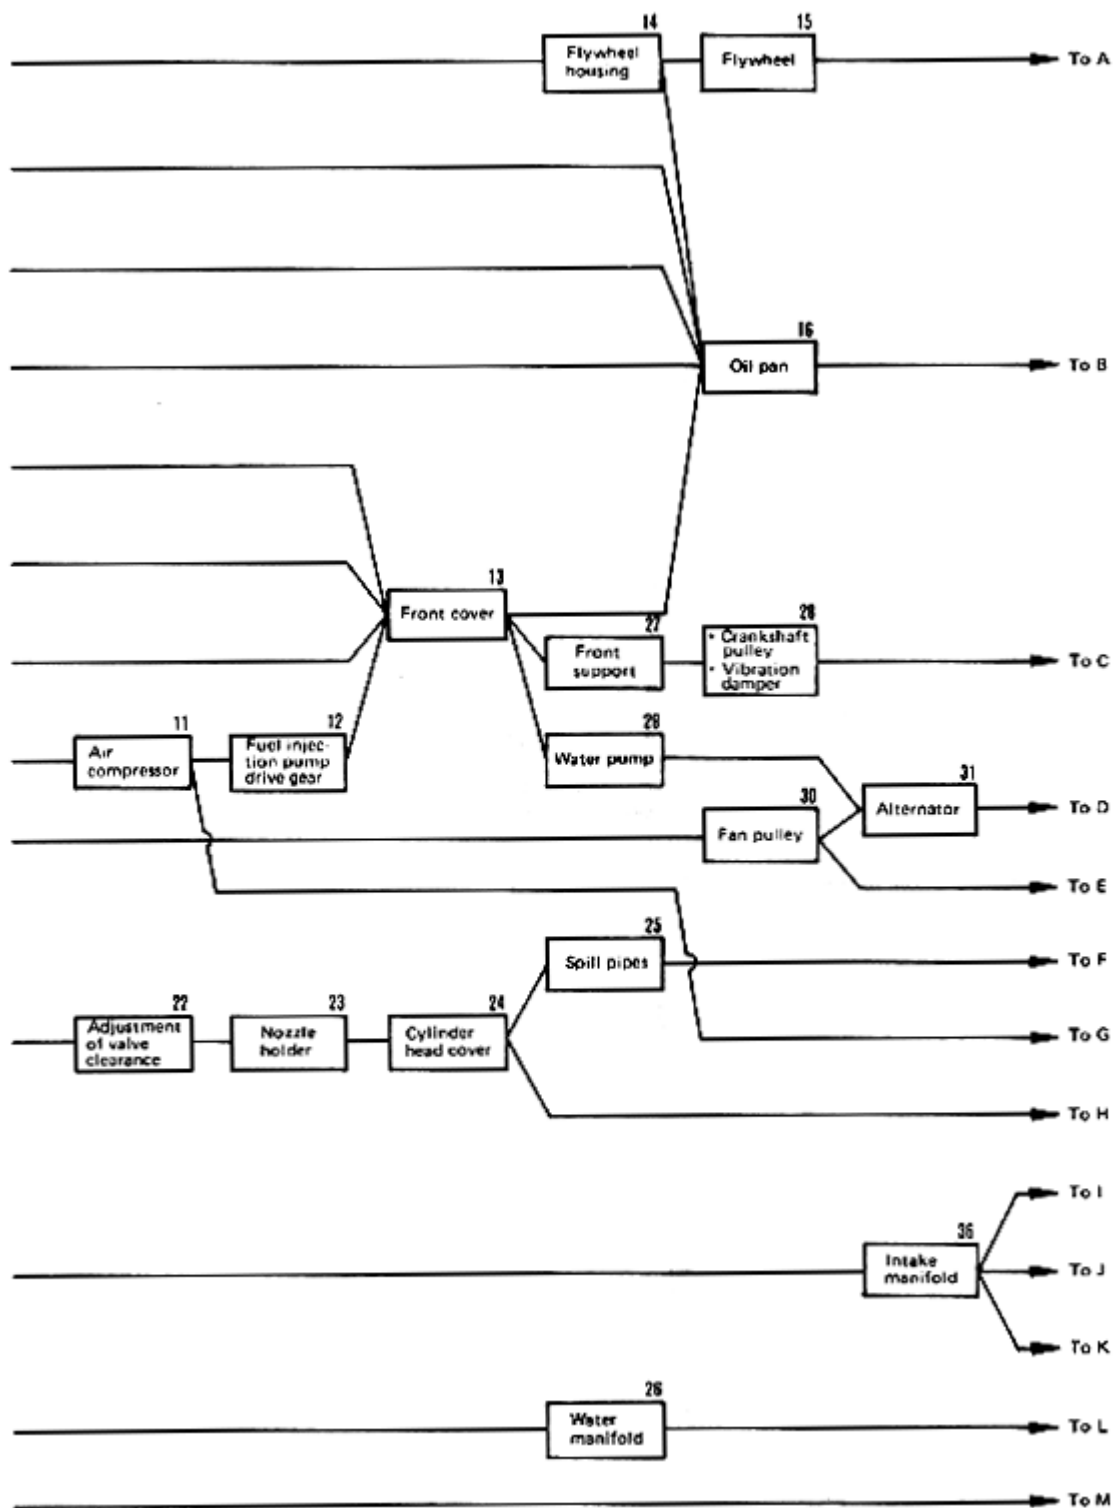 14
15
Flywheel
housing
Flywheel
To A
16
Oil pan
To B
13
Front cover
27
28
Front
support
• Crankshaft
pulley
• Vibration
damper
To C
11
12
29
Air
compressor
Fuel injec-
tion pump
drive gear
Water pump
31
30
Alternator
To D
Fan pulley
To E
25
Spill pipes
To F
22
23
24
Adjustment
of valve
clearance
Nozzle
holder
Cylinder
head cover
To G
To H
To I
36
Intake
manifold
To J
To K
26
Water
manifold
To L
To M